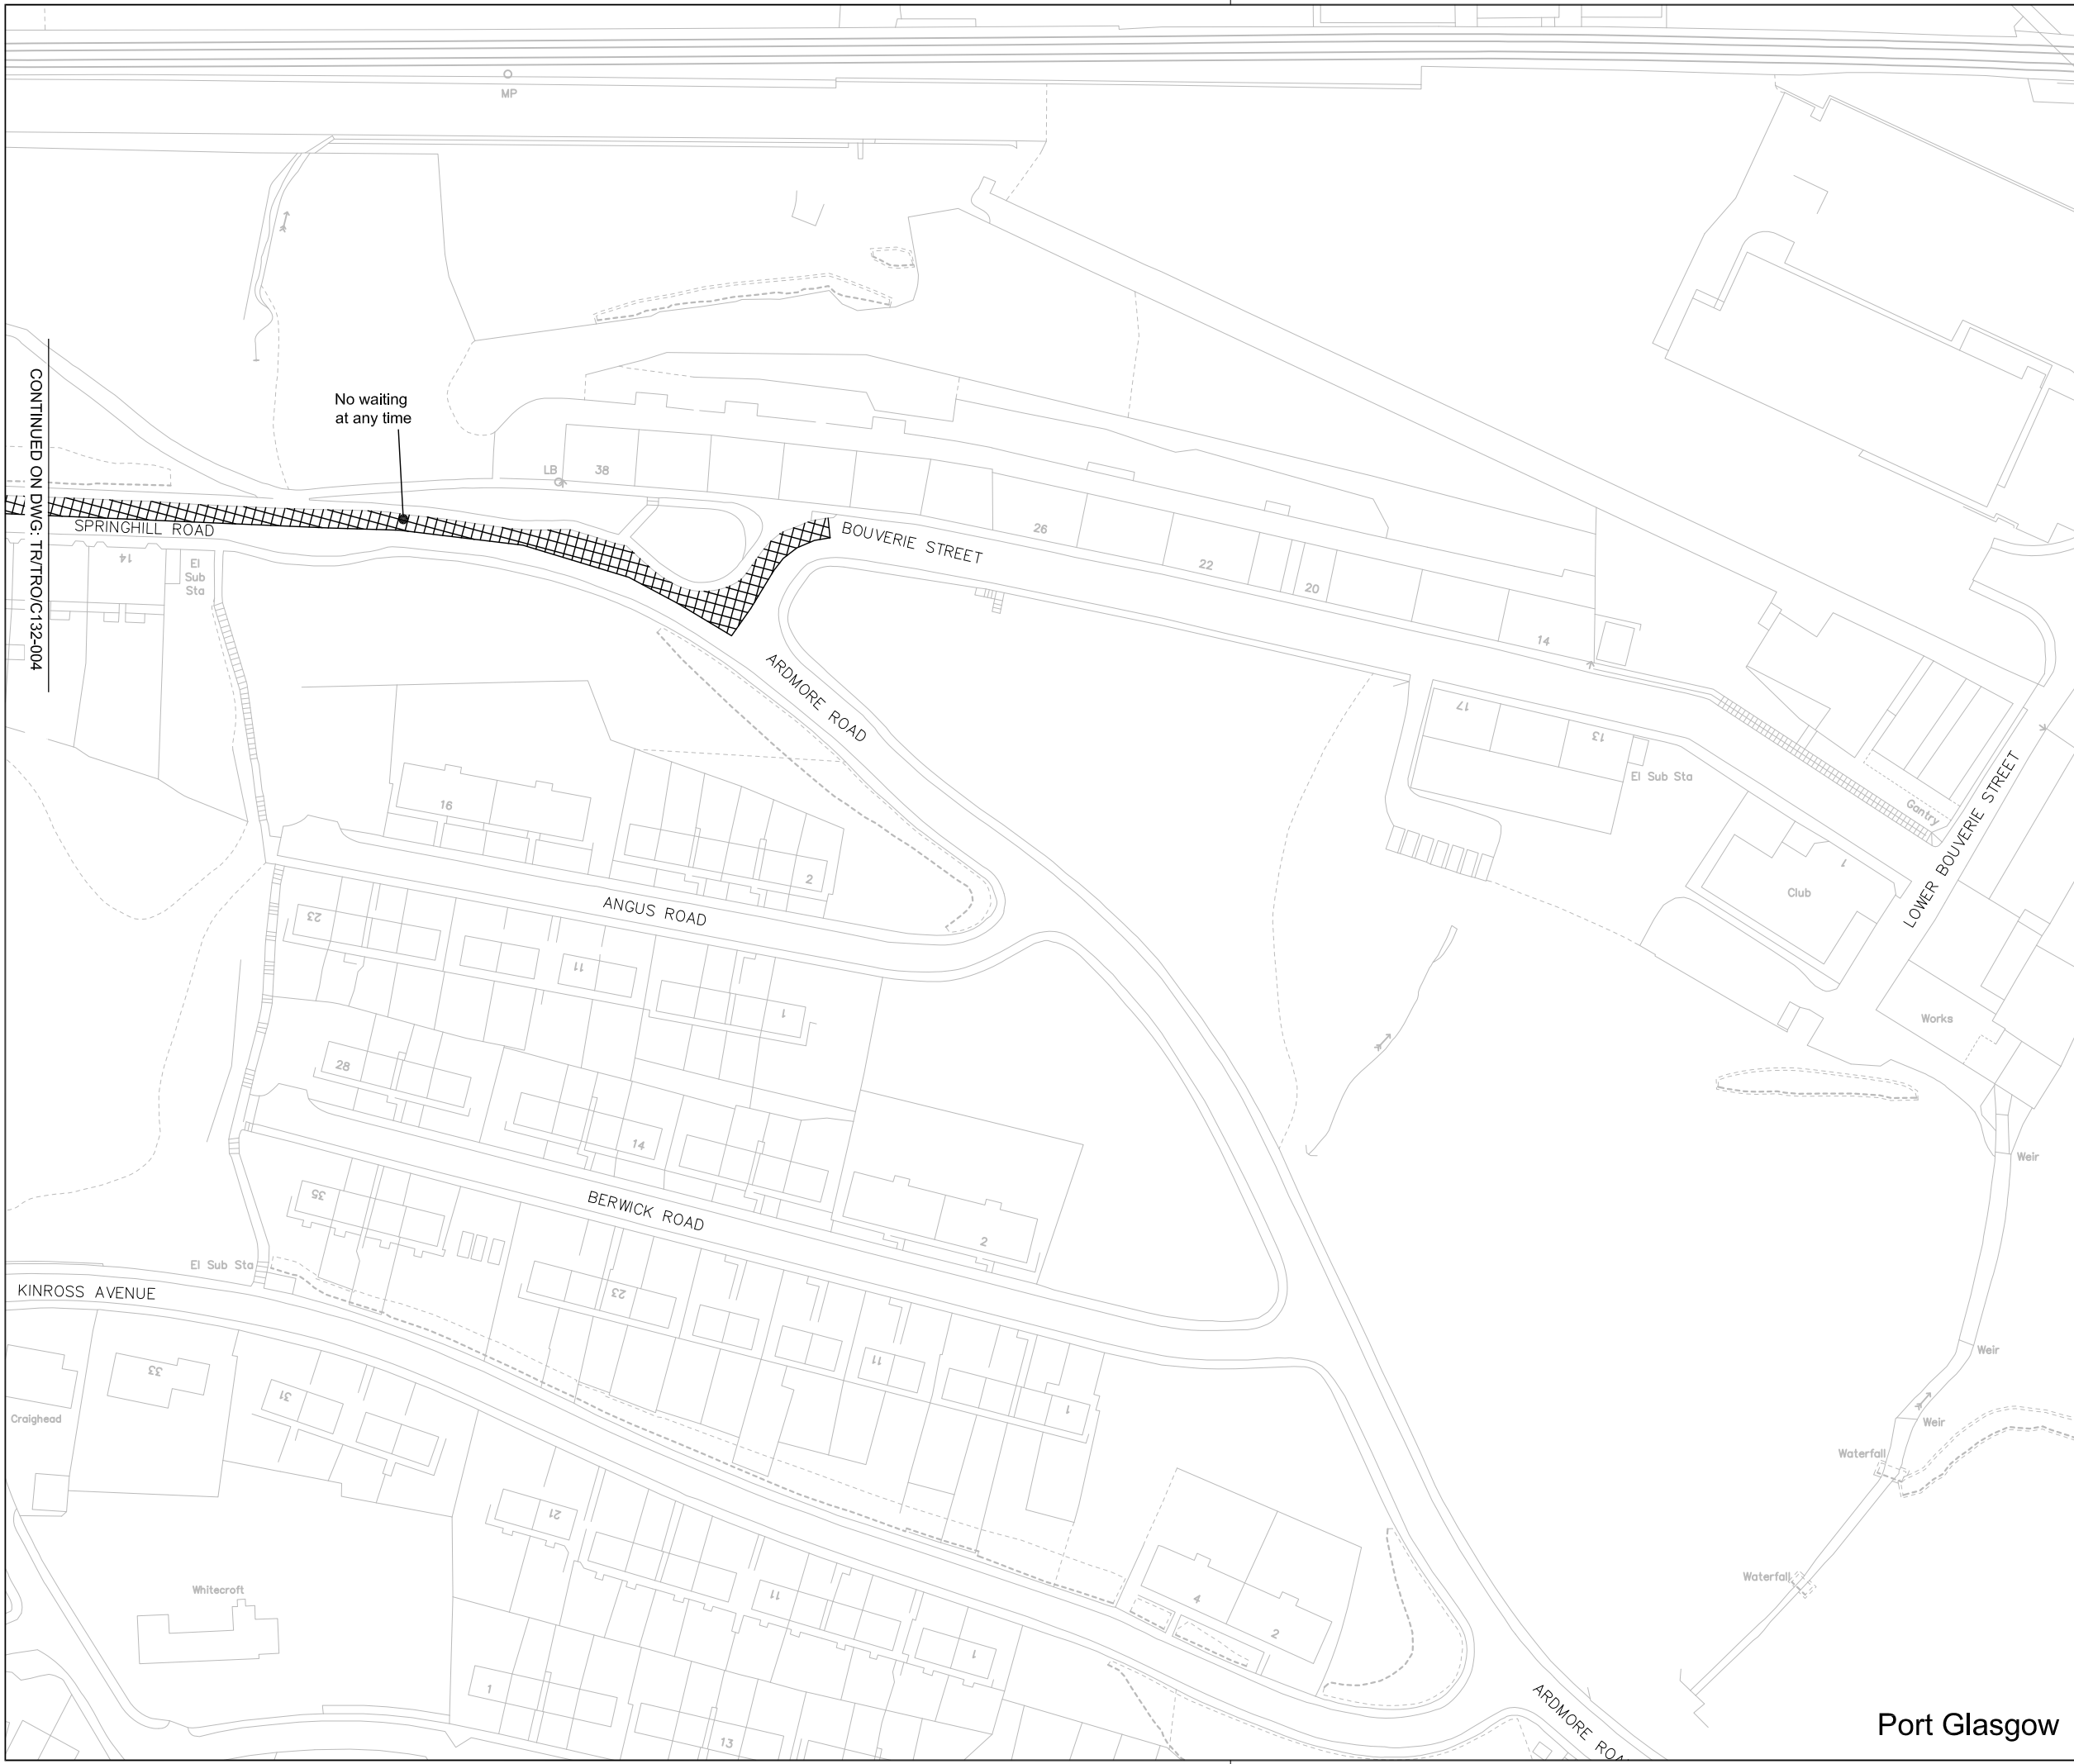 MP
CONTINUED ON DWG: TR/TRO/C132-004
No waiting
at any time
LB
38
SPRINGHILL ROAD
BOUVERIE STREET
26
22
20
14
14
El
Sub
Sta
ARDMORE ROAD
17
13
El Sub Sta
Gantry
LOWER BOUVERIE STREET
1
Club
16
2
ANGUS ROAD
23
11
1
Works
28
14
Weir
35
BERWICK ROAD
2
El Sub Sta
KINROSS AVENUE
23
11
1
Weir
33
31
Craighead
Weir
Waterfall
21
Whitecroft
11
4
2
1
Waterfall
1
13
ARDMORE ROA
Port Glasgow